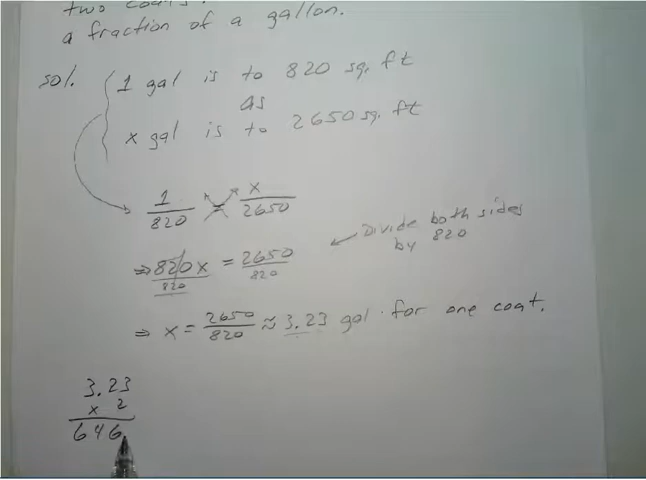 two coats.
a fraction of a gallon.
sol. 1 gal is to 820 sq. ft
as
x gal is to 2650 sq. ft
1/820 = x/2650
⇒ 820x/820 = 2650/820 ← Divide both sides
by 820
⇒ x = 2650/820 ≈ 3.23 gal. for one coat.
3.23
x 2
646